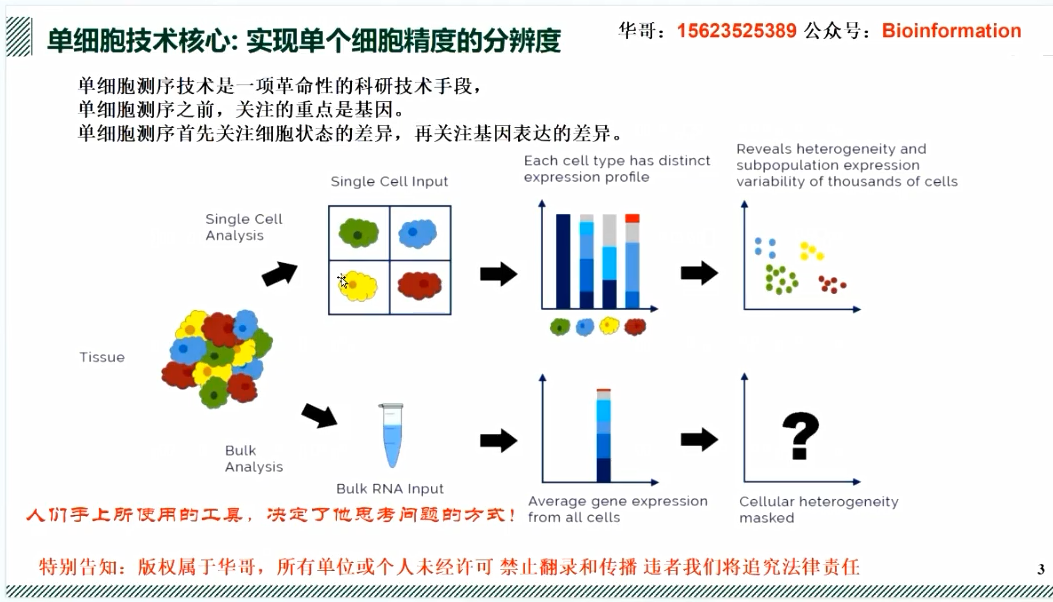 单细胞技术核心: 实现单个细胞精度的分辨度
华哥：15623525389 公众号：Bioinformation
单细胞测序技术是一项革命性的科研技术手段，
单细胞测序之前，关注的重点是基因。
单细胞测序首先关注细胞状态的差异，再关注基因表达的差异。
Single Cell
Analysis
Single Cell Input
Each cell type has distinct
expression profile
Reveals heterogeneity and
subpopulation expression
variability of thousands of cells
Tissue
Bulk
Analysis
Bulk RNA Input
Average gene expression
from all cells
?
Cellular heterogeneity
masked
人们手上所使用的工具，决定了他思考问题的方式！
特别告知：版权属于华哥，所有单位或个人未经许可 禁止翻录和传播 违者我们将追究法律责任
3